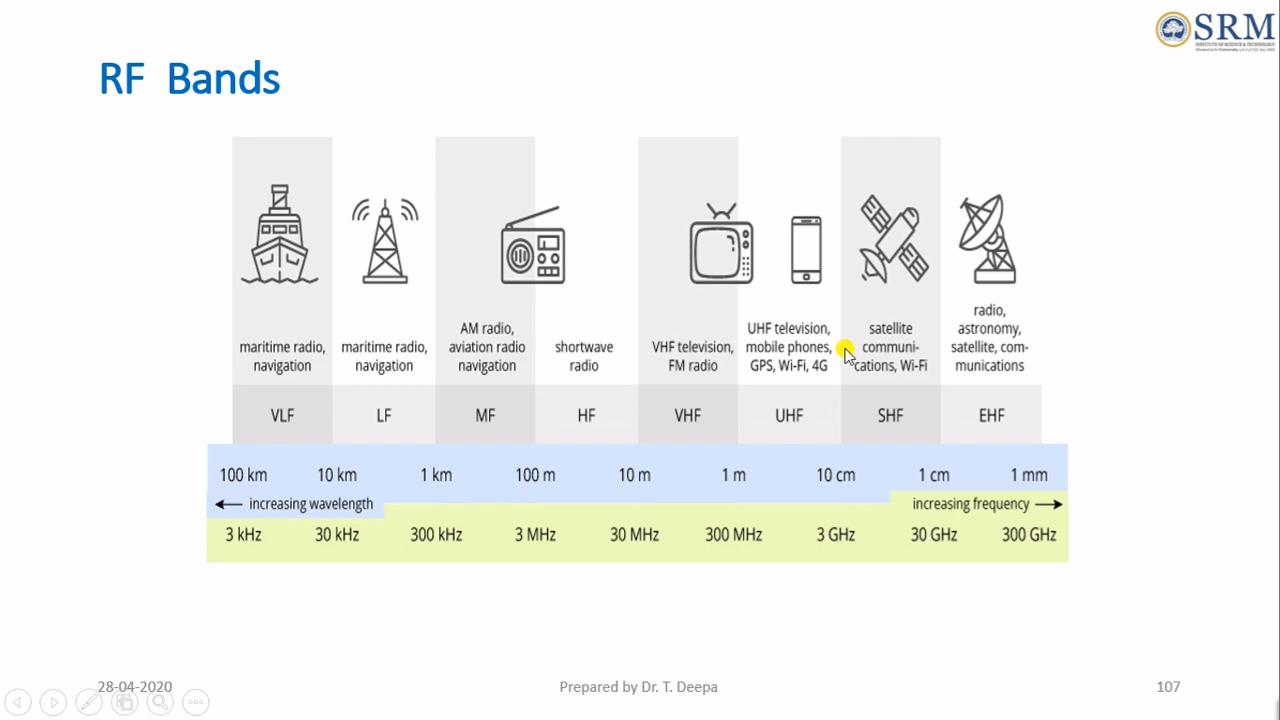 SRM
INSTITUTE OF SCIENCE & TECHNOLOGY
RF Bands
maritime radio,
navigation
maritime radio,
navigation
AM radio,
aviation radio
navigation
shortwave
radio
VHF television,
FM radio
UHF television,
mobile phones,
GPS, Wi-Fi, 4G
satellite
communi-
cations, Wi-Fi
radio,
astronomy,
satellite, com-
munications
VLF LF MF HF VHF UHF SHF EHF
100 km 10 km 1 km 100 m 10 m 1 m 10 cm 1 cm 1 mm
increasing wavelength increasing frequency
3 kHz 30 kHz 300 kHz 3 MHz 30 MHz 300 MHz 3 GHz 30 GHz 300 GHz
28-04-2020 Prepared by Dr. T. Deepa 107